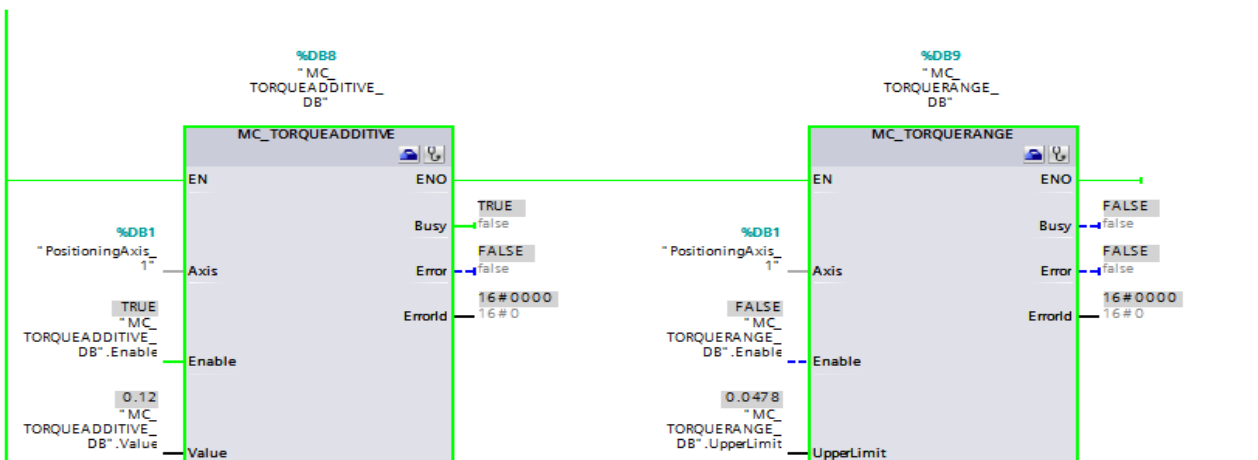 %DB8
"MC_
TORQUEADDITIVE_
DB"
MC_TORQUEADDITIVE
EN
ENO
TRUE
Busy
false
%DB1
"PositioningAxis_
1"
Axis
FALSE
Error
false
TRUE
"MC_
TORQUEADDITIVE_
DB".Enable
Enable
16#0000
ErrorId
16#0
0.12
"MC_
TORQUEADDITIVE_
DB".Value
Value
%DB9
"MC_
TORQUERANGE_
DB"
MC_TORQUERANGE
EN
ENO
FALSE
Busy
false
%DB1
"PositioningAxis_
1"
Axis
FALSE
Error
false
FALSE
"MC_
TORQUERANGE_
DB".Enable
Enable
16#0000
ErrorId
16#0
0.0478
"MC_
TORQUERANGE_
DB".UpperLimit
UpperLimit